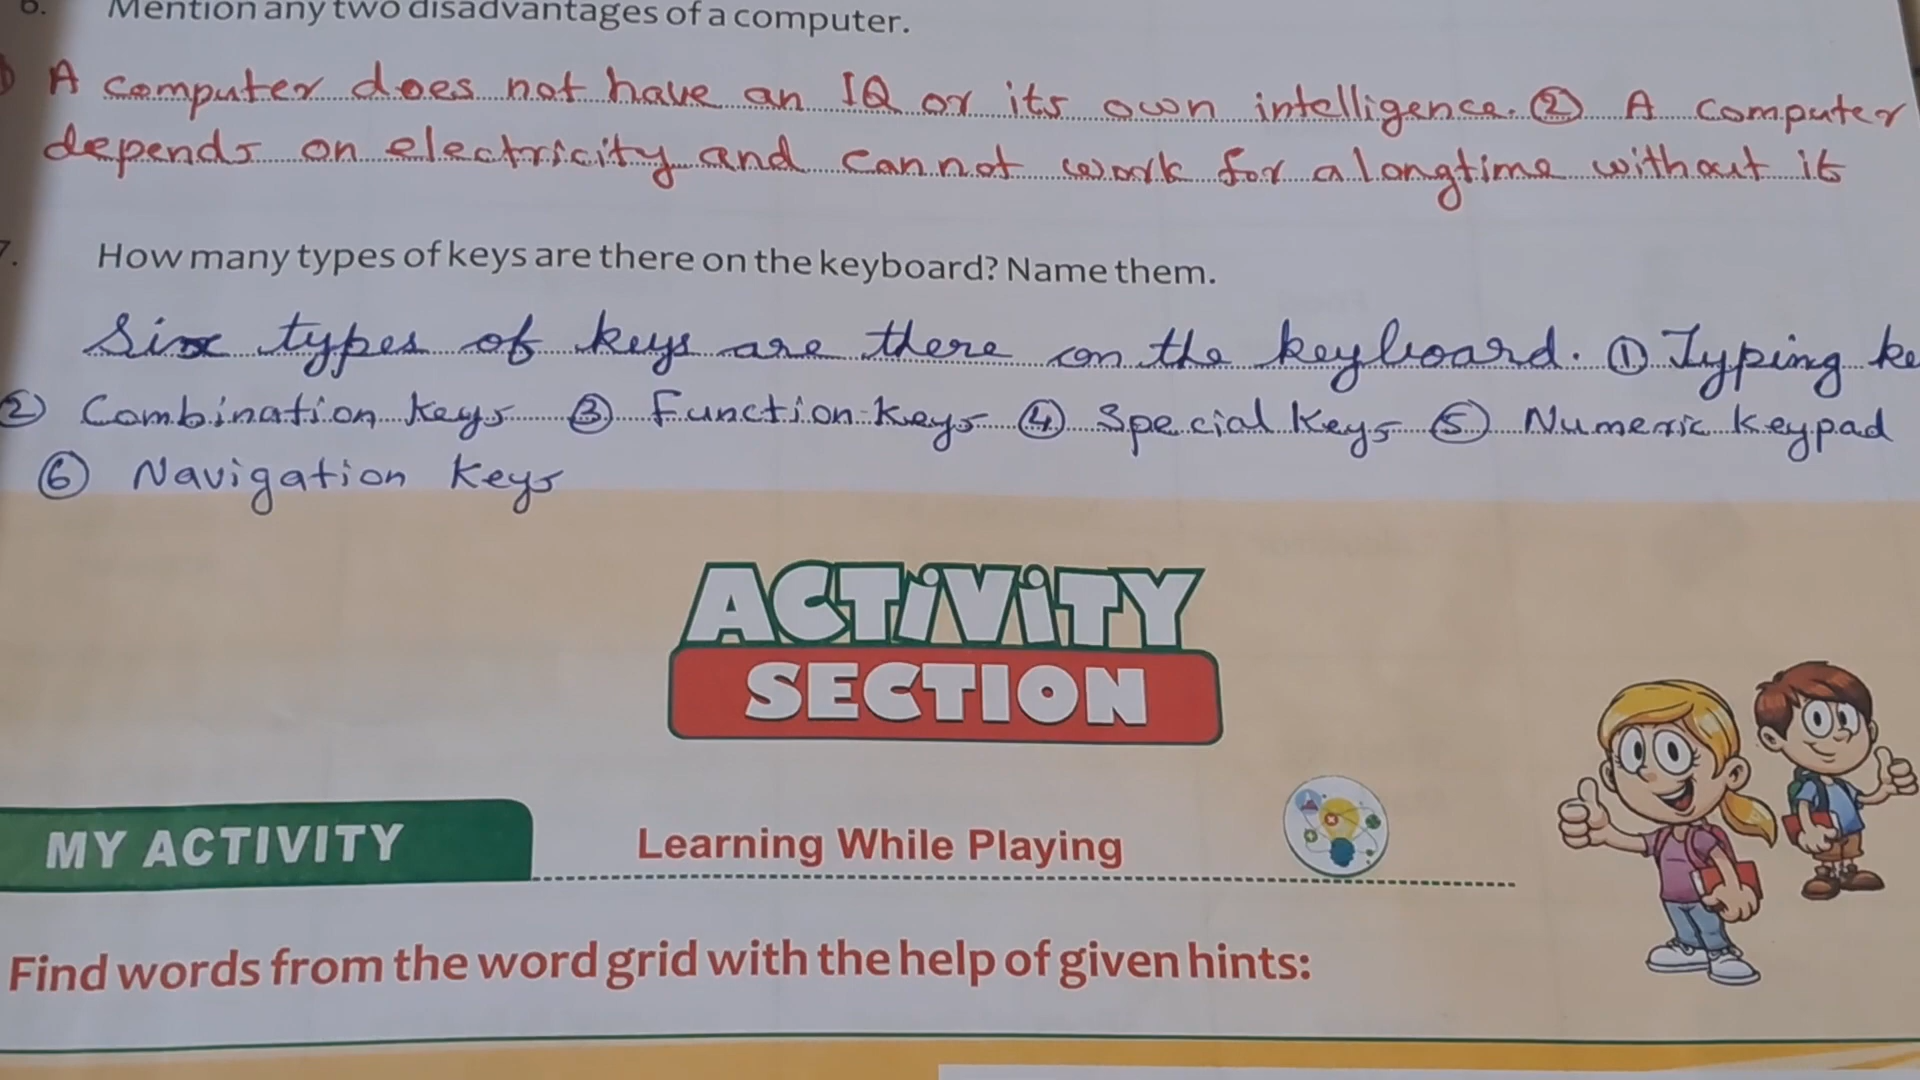 6. Mention any two disadvantages of a computer.
① A computer does not have an IQ or its own intelligence. ② A computer
depends on electricity and cannot work for a longtime without it
7. How many types of keys are there on the keyboard? Name them.
Six types of keys are there on the keyboard. ① Typing ke
② Combination keys ③ Function keys ④ Special keys ⑤ Numeric keypad
⑥ Navigation keys
ACTiViTY
SECTION
MY ACTIVITY
Learning While Playing
Find words from the word grid with the help of given hints: